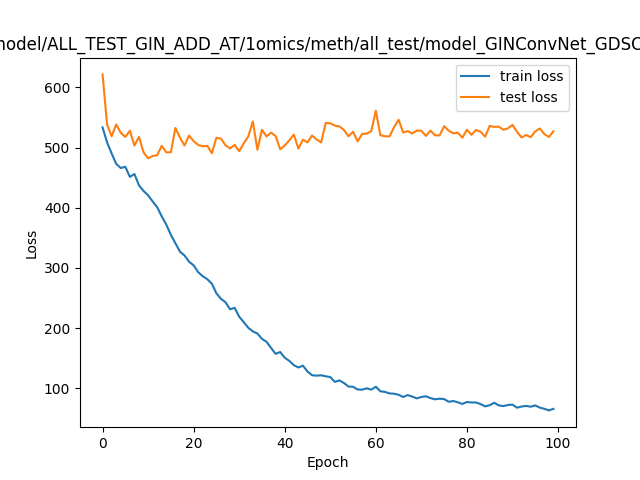 model/ALL_TEST_GIN_ADD_AT/1omics/meth/all_test/model_GINConvNet_GDSC
train loss
test loss
600
500
400
300
200
100
Loss
0
20
40
60
80
100
Epoch